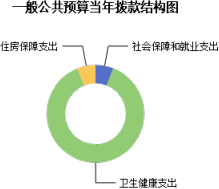 一般公共预算当年拨款结构图
住房保障支出
社会保障和就业支出
卫生健康支出